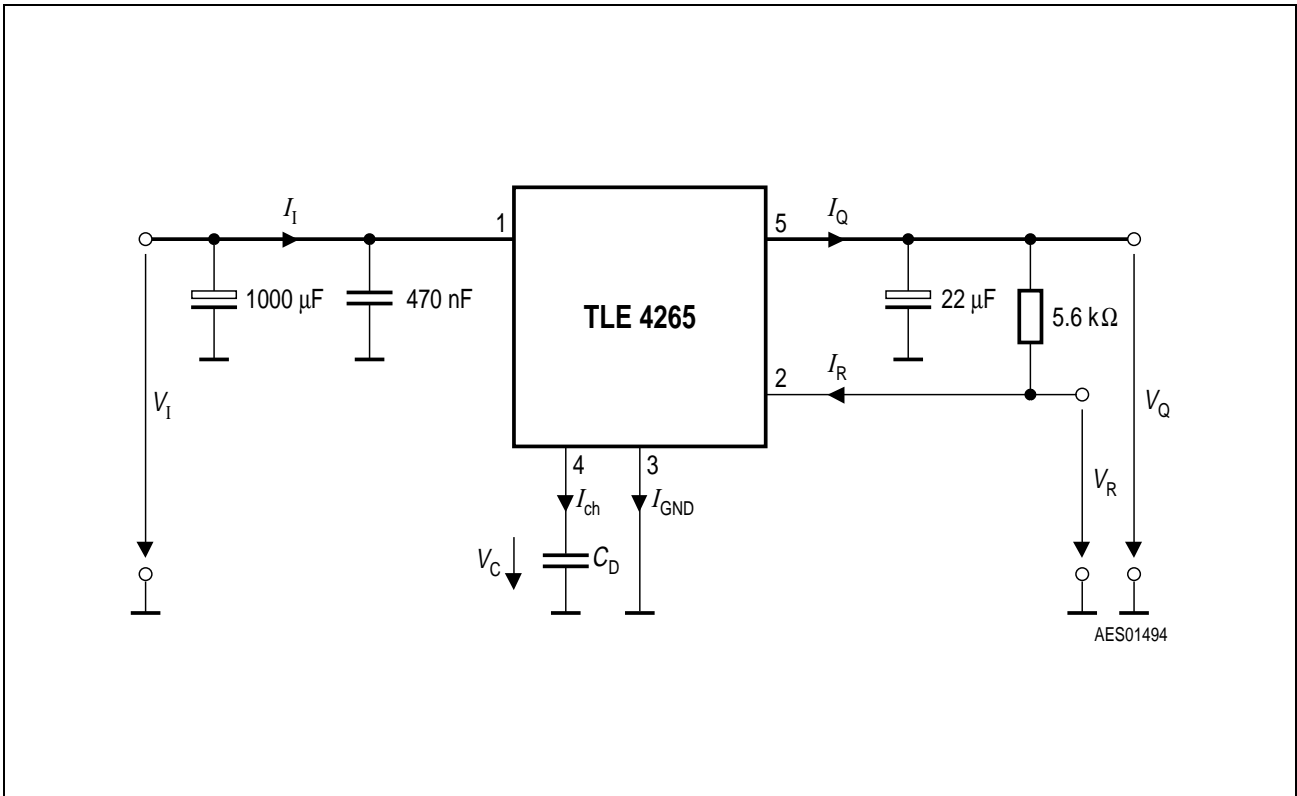 I_I
1
5
I_Q
1000 µF
470 nF
TLE 4265
22 µF
5.6 kΩ
I_R
2
V_I
V_Q
4
3
V_R
I_ch
I_GND
V_C
C_D
AES01494